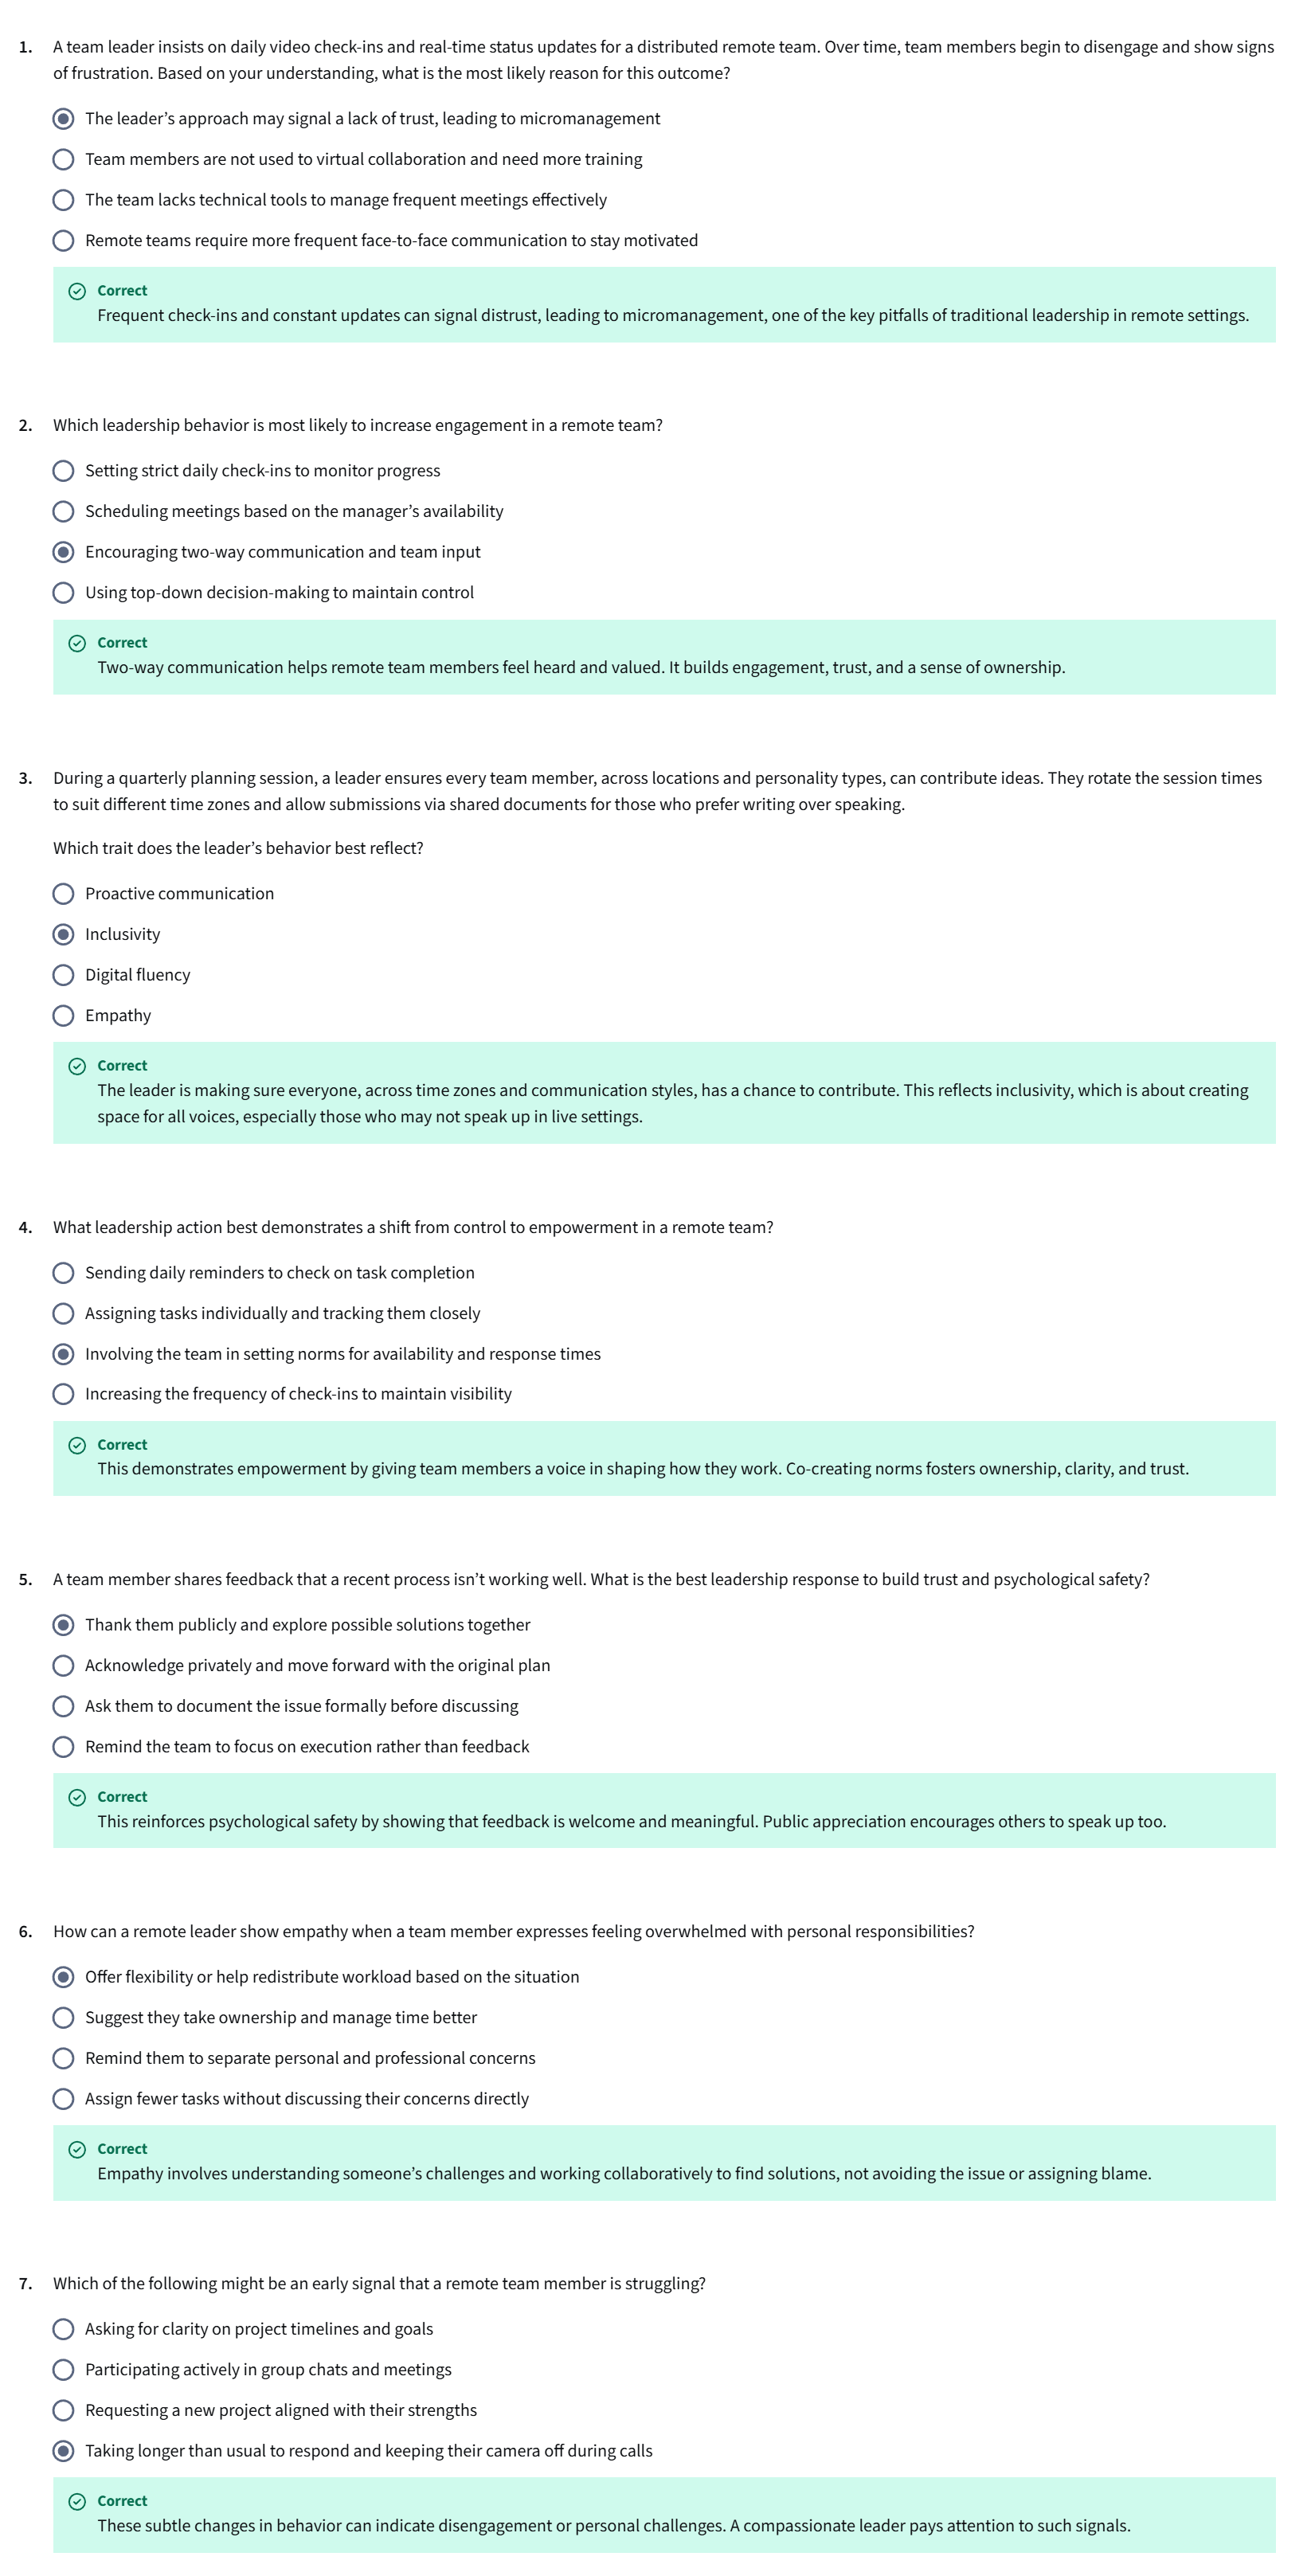 1. A team leader insists on daily video check-ins and real-time status updates for a distributed remote team. Over time, team members begin to disengage and show signs
of frustration. Based on your understanding, what is the most likely reason for this outcome?
The leader’s approach may signal a lack of trust, leading to micromanagement
Team members are not used to virtual collaboration and need more training
The team lacks technical tools to manage frequent meetings effectively
Remote teams require more frequent face-to-face communication to stay motivated
Correct
Frequent check-ins and constant updates can signal distrust, leading to micromanagement, one of the key pitfalls of traditional leadership in remote settings.
2. Which leadership behavior is most likely to increase engagement in a remote team?
Setting strict daily check-ins to monitor progress
Scheduling meetings based on the manager’s availability
Encouraging two-way communication and team input
Using top-down decision-making to maintain control
Correct
Two-way communication helps remote team members feel heard and valued. It builds engagement, trust, and a sense of ownership.
3. During a quarterly planning session, a leader ensures every team member, across locations and personality types, can contribute ideas. They rotate the session times
to suit different time zones and allow submissions via shared documents for those who prefer writing over speaking.
Which trait does the leader’s behavior best reflect?
Proactive communication
Inclusivity
Digital fluency
Empathy
Correct
The leader is making sure everyone, across time zones and communication styles, has a chance to contribute. This reflects inclusivity, which is about creating
space for all voices, especially those who may not speak up in live settings.
4. What leadership action best demonstrates a shift from control to empowerment in a remote team?
Sending daily reminders to check on task completion
Assigning tasks individually and tracking them closely
Involving the team in setting norms for availability and response times
Increasing the frequency of check-ins to maintain visibility
Correct
This demonstrates empowerment by giving team members a voice in shaping how they work. Co-creating norms fosters ownership, clarity, and trust.
5. A team member shares feedback that a recent process isn’t working well. What is the best leadership response to build trust and psychological safety?
Thank them publicly and explore possible solutions together
Acknowledge privately and move forward with the original plan
Ask them to document the issue formally before discussing
Remind the team to focus on execution rather than feedback
Correct
This reinforces psychological safety by showing that feedback is welcome and meaningful. Public appreciation encourages others to speak up too.
6. How can a remote leader show empathy when a team member expresses feeling overwhelmed with personal responsibilities?
Offer flexibility or help redistribute workload based on the situation
Suggest they take ownership and manage time better
Remind them to separate personal and professional concerns
Assign fewer tasks without discussing their concerns directly
Correct
Empathy involves understanding someone’s challenges and working collaboratively to find solutions, not avoiding the issue or assigning blame.
7. Which of the following might be an early signal that a remote team member is struggling?
Asking for clarity on project timelines and goals
Participating actively in group chats and meetings
Requesting a new project aligned with their strengths
Taking longer than usual to respond and keeping their camera off during calls
Correct
These subtle changes in behavior can indicate disengagement or personal challenges. A compassionate leader pays attention to such signals.